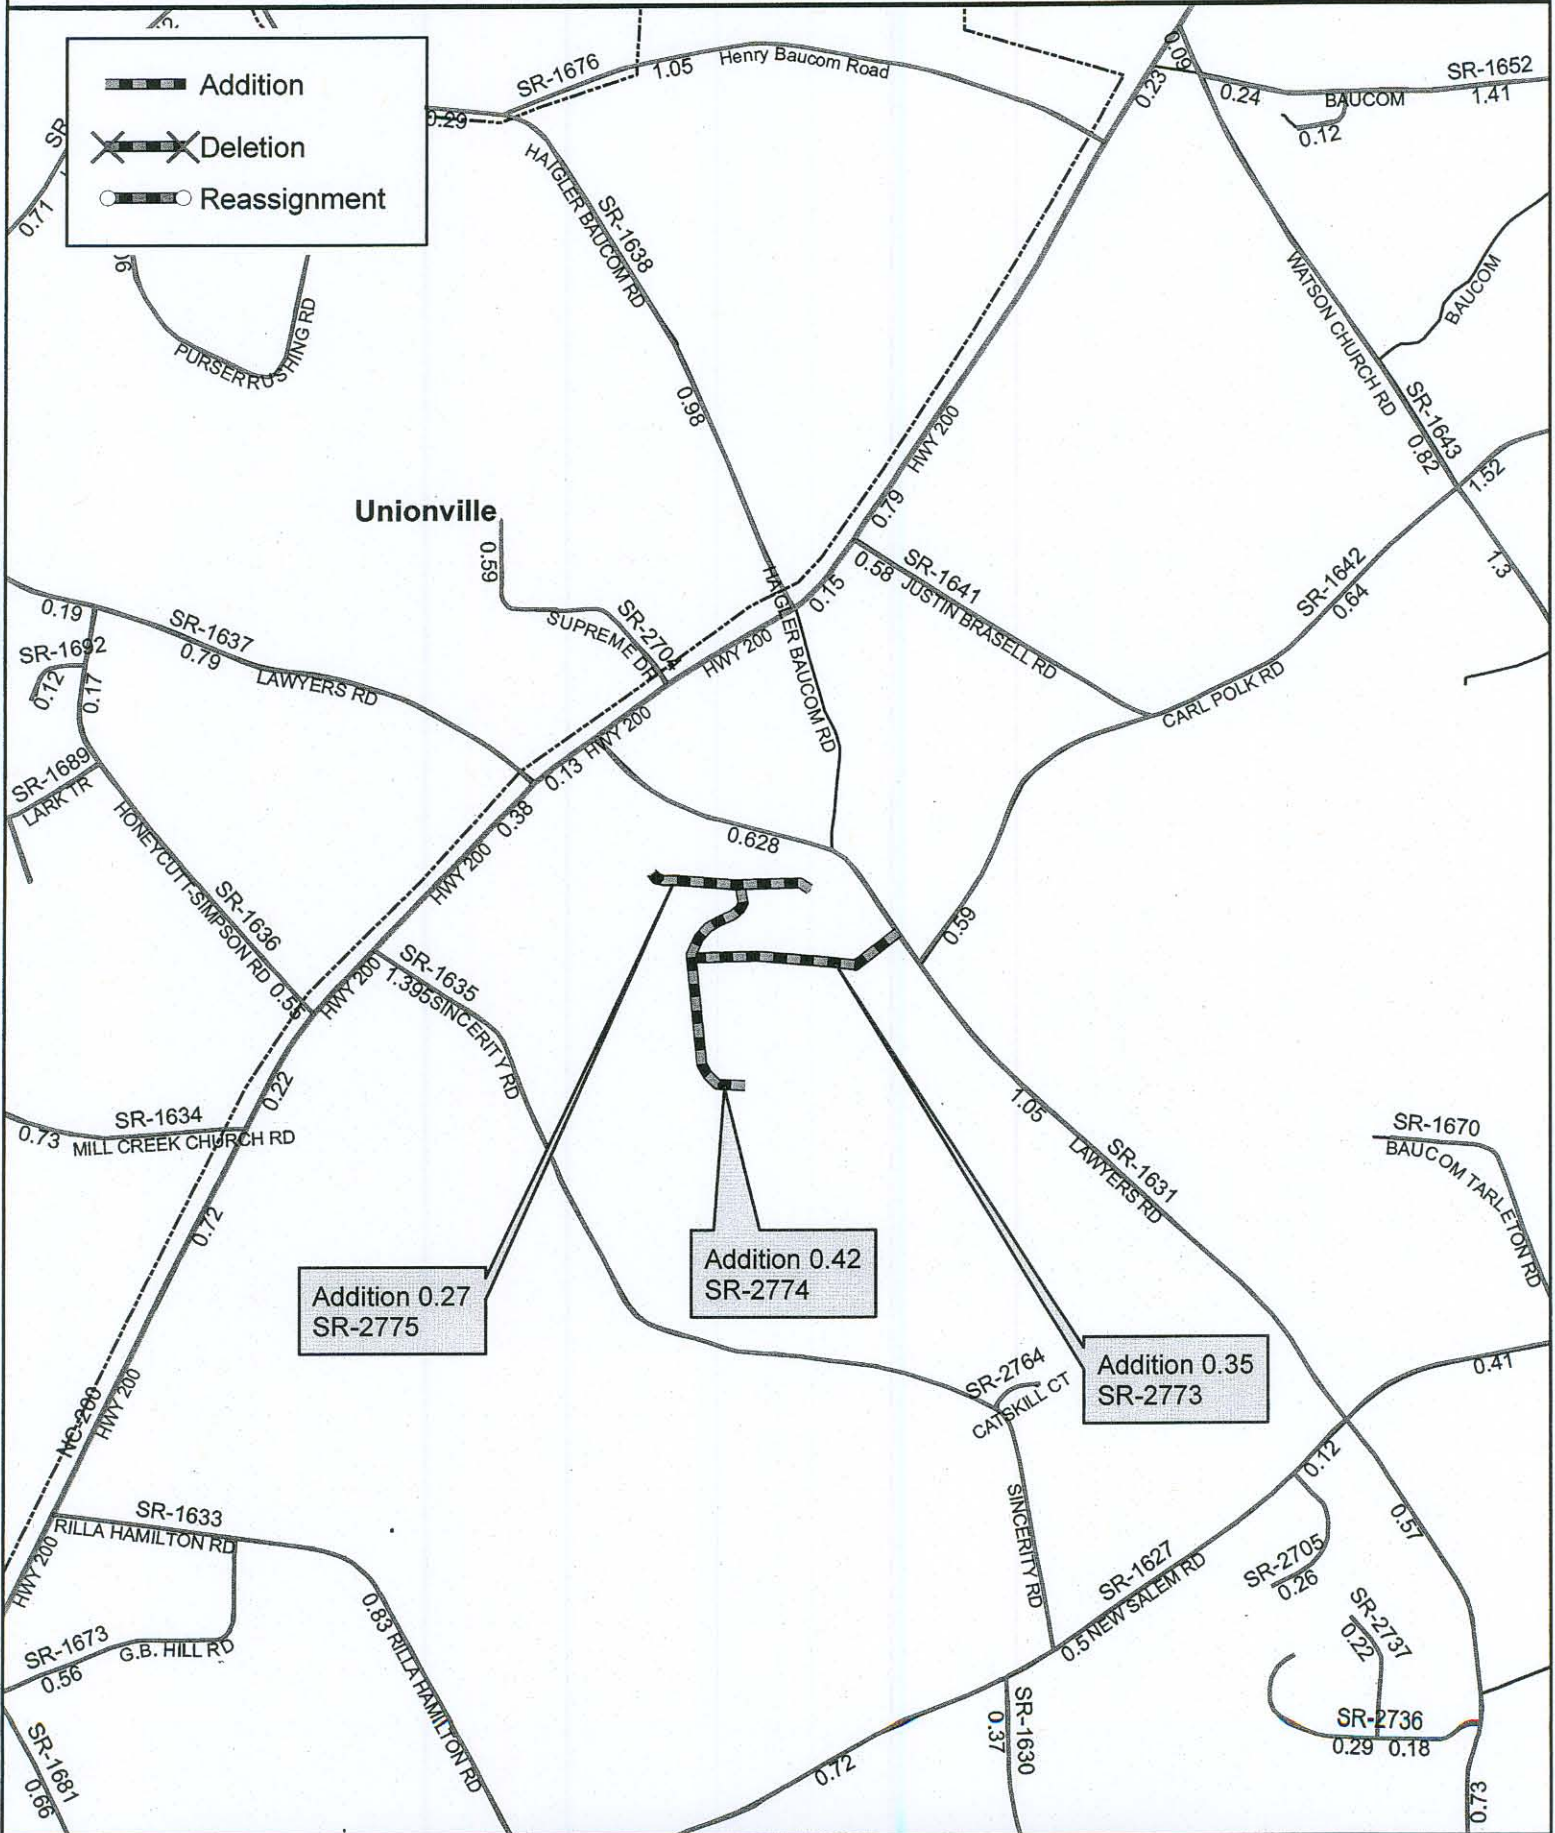 Addition
Deletion
Reassignment
SR
0.71
0.29
SR-1676
1.05
Henry Baucom Road
0.09
0.23
0.24
SR-1652
BAUCOM
1.41
0.12
HAIGLER BAUCOM RD
SR-1638
0.98
PURSERRUSHING RD
WATSON CHURCH RD
BAUCOM
SR-1643
0.82
1.52
1.3
HWY 200
0.79
Unionville
0.59
SUPREME DR
SR-2704
HAIGLER BAUCOM RD
0.15
0.58
SR-1641
JUSTIN BRASELL RD
SR-1642
0.64
CARL POLK RD
0.19
SR-1637
0.79
LAWYERS RD
SR-1692
0.12
0.17
HWY 200
HWY 200
0.13
0.38
0.628
SR-1689
LARK TR
HONEYCUTT-SIMPSON RD
SR-1636
0.55
HWY 200
HWY 200
SR-1635
1.395
SINCERITY RD
0.59
0.22
SR-1634
0.73
MILL CREEK CHURCH RD
0.72
1.05
LAWYERS RD
SR-1631
SR-1670
BAUCOM TARLETON RD
Addition 0.27
SR-2775
Addition 0.42
SR-2774
Addition 0.35
SR-2773
NC-200
HWY 200
SR-2764
CATSKILL CT
0.41
0.12
0.57
SINCERITY RD
SR-1633
RILLA HAMILTON RD
HWY 200
0.83
RILLA HAMILTON RD
SR-1673
0.56
G.B. HILL RD
SR-1681
0.66
SR-1627
0.5
NEW SALEM RD
SR-2705
0.26
SR-2737
0.22
SR-1630
0.37
0.72
SR-2736
0.29
0.18
0.73